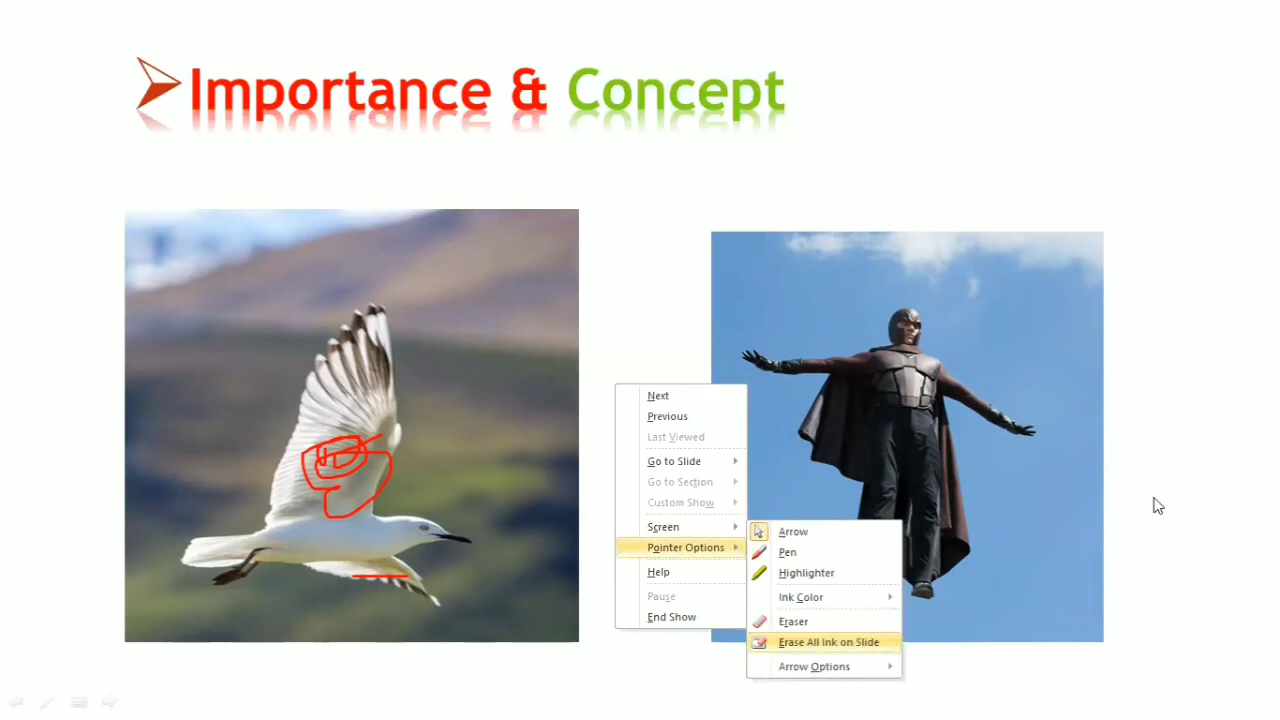 Importance & Concept
Next
Previous
Last Viewed
Go to Slide
Go to Section
Custom Show
Screen
Pointer Options
Help
Pause
End Show
Arrow
Pen
Highlighter
Ink Color
Eraser
Erase All Ink on Slide
Arrow Options